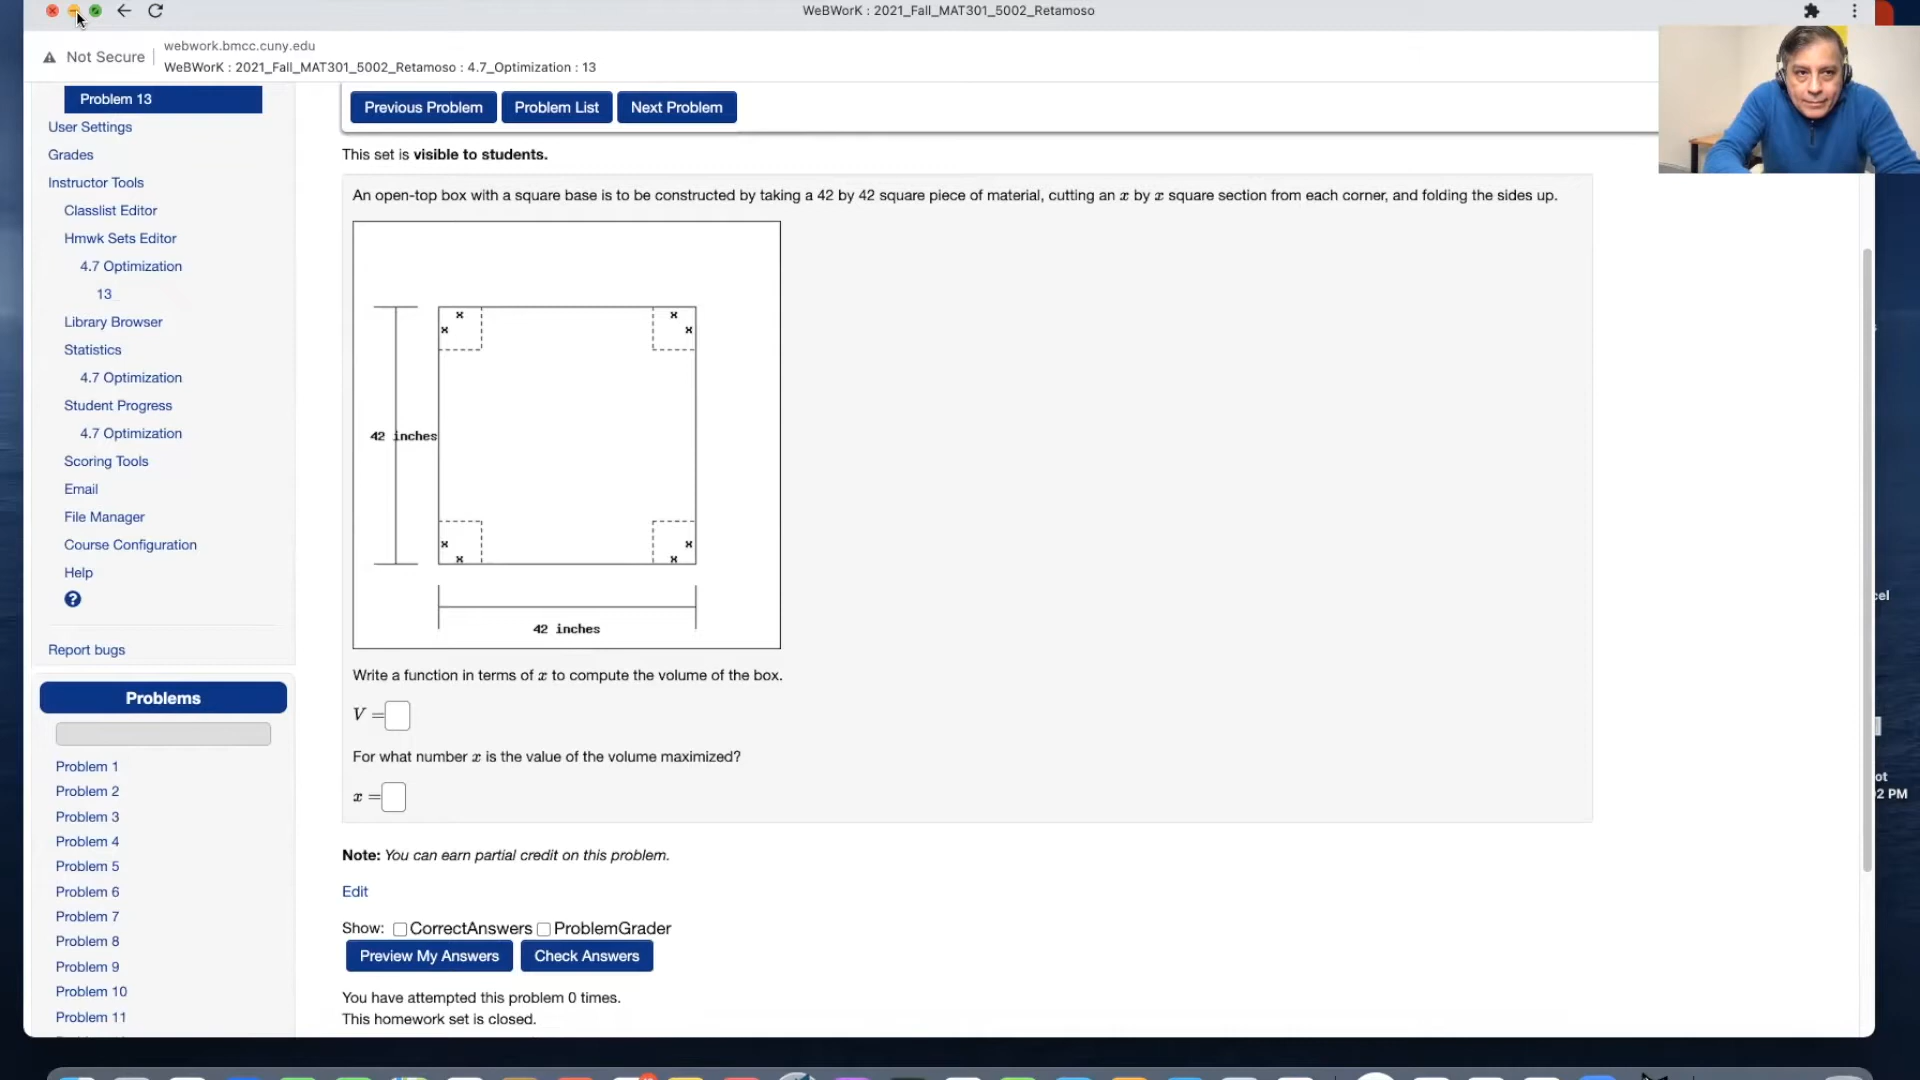 WeBWorK : 2021_Fall_MAT301_5002_Retamoso
Not Secure
webwork.bmcc.cuny.edu
WeBWorK : 2021_Fall_MAT301_5002_Retamoso : 4.7_Optimization : 13
Problem 13
User Settings
Grades
Instructor Tools
Classlist Editor
Hmwk Sets Editor
4.7 Optimization
13
Library Browser
Statistics
4.7 Optimization
Student Progress
4.7 Optimization
Scoring Tools
Email
File Manager
Course Configuration
Help
?
Report bugs
Problems
Problem 1
Problem 2
Problem 3
Problem 4
Problem 5
Problem 6
Problem 7
Problem 8
Problem 9
Problem 10
Problem 11
Previous Problem Problem List Next Problem
This set is visible to students.
An open-top box with a square base is to be constructed by taking a 42 by 42 square piece of material, cutting an x by x square section from each corner, and folding the sides up.
x x
x x
42 inches
x x
x x
42 inches
Write a function in terms of x to compute the volume of the box.
V =
For what number x is the value of the volume maximized?
x =
Note: You can earn partial credit on this problem.
Edit
Show: CorrectAnswers ProblemGrader
Preview My Answers Check Answers
You have attempted this problem 0 times.
This homework set is closed.
cel
ot
2 PM